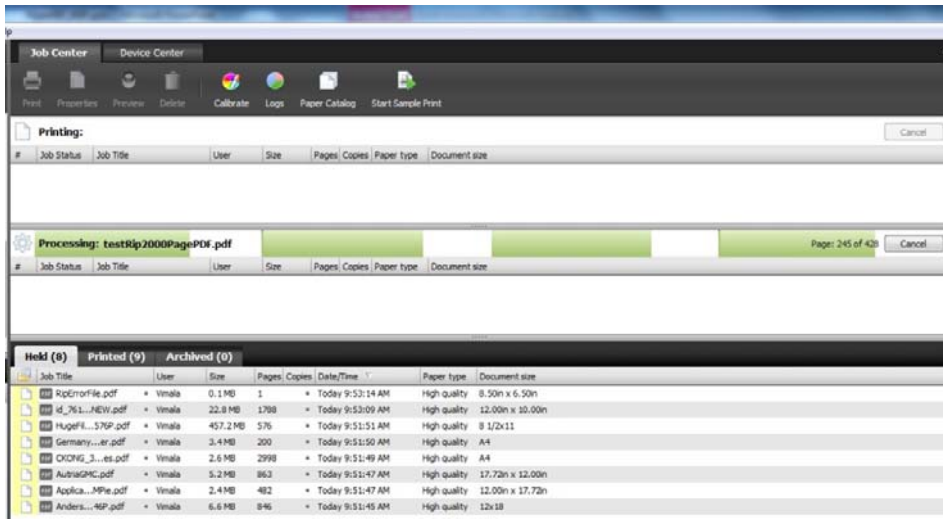 Job Center Device Center
Print Properties Preview Delete Calibrate Logs Paper Catalog Start Sample Print
Printing: Cancel
# Job Status Job Title User Size Pages Copies Paper type Document size
Processing: testRip2000PagePDF.pdf Page: 245 of 428 Cancel
# Job Status Job Title User Size Pages Copies Paper type Document size
Held (8) Printed (9) Archived (0)
Job Title User Size Pages Copies Date/Time Paper type Document size
RipErrorFile.pdf Vimala 0.1 MB 1 Today 9:53:14 AM High quality 8.50in x 6.50in
id_761...NEW.pdf Vimala 22.8 MB 1788 Today 9:53:09 AM High quality 12.00in x 10.00in
HugeFil...576P.pdf Vimala 457.2 MB 576 Today 9:51:51 AM High quality 8 1/2x11
Germany...er.pdf Vimala 3.4 MB 200 Today 9:51:50 AM High quality A4
CKONG_3...es.pdf Vimala 2.6 MB 2998 Today 9:51:49 AM High quality A4
AutriaGMC.pdf Vimala 5.2 MB 863 Today 9:51:47 AM High quality 17.72in x 12.00in
Applica...MPie.pdf Vimala 2.4 MB 482 Today 9:51:47 AM High quality 12.00in x 17.72in
Anders...46P.pdf Vimala 6.6 MB 846 Today 9:51:45 AM High quality 12x18